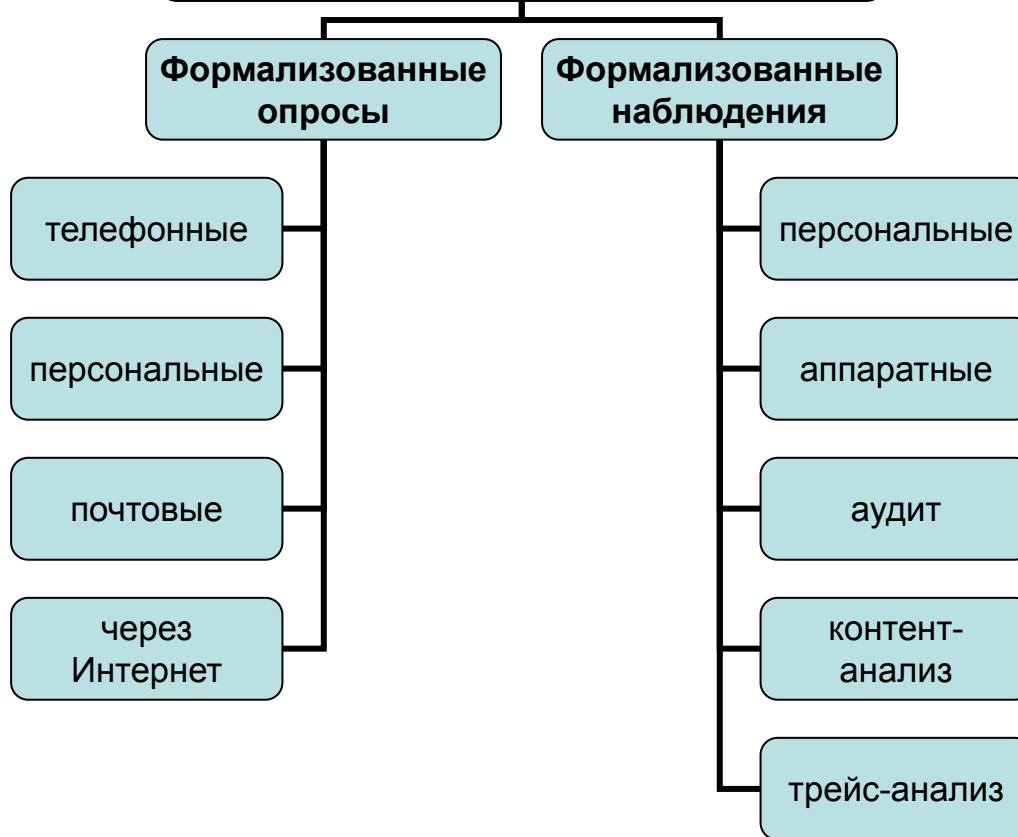 Формализованные
опросы
Формализованные
наблюдения
телефонные
персональные
почтовые
через
Интернет
персональные
аппаратные
аудит
контент-
анализ
трейс-анализ